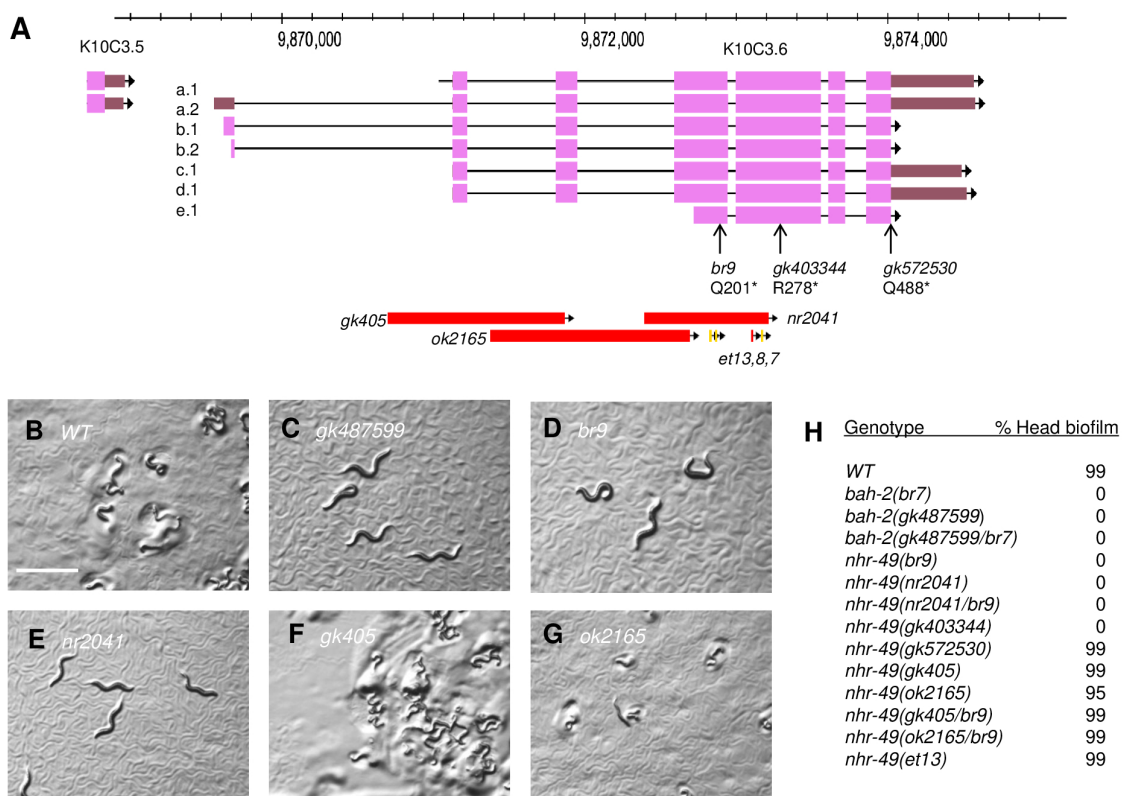 A
9,870,000 9,872,000 9,874,000
K10C3.5 K10C3.6
a.1
a.2
b.1
b.2
c.1
d.1
e.1
br9 gk403344 gk572530
Q201* R278* Q488*
gk405 nr2041
ok2165
et13,8,7
B WT
C gk487599
D br9
E nr2041
F gk405
G ok2165
H Genotype % Head biofilm
WT 99
bah-2(br7) 0
bah-2(gk487599) 0
bah-2(gk487599/br7) 0
nhr-49(br9) 0
nhr-49(nr2041) 0
nhr-49(nr2041/br9) 0
nhr-49(gk403344) 0
nhr-49(gk572530) 99
nhr-49(gk405) 99
nhr-49(ok2165) 95
nhr-49(gk405/br9) 99
nhr-49(ok2165/br9) 99
nhr-49(et13) 99